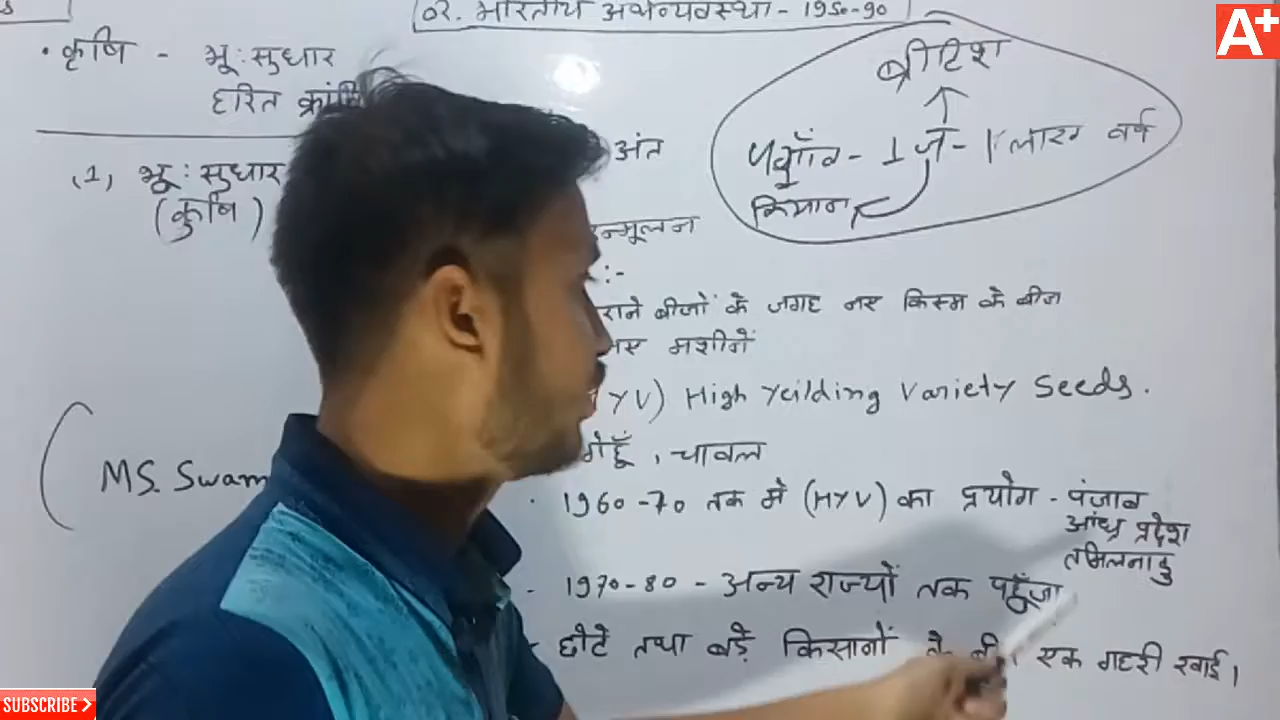 02. भारतीय अर्थव्यवस्था - 1950-90
A+
• कृषि - भू: सुधार
हरित क्रांति
ब्रीटिश
1 ज - 1 लाख वर्ष
किसान
(1) भू: सुधार
(कृषि)
अंत
न्मूलन
:-
राने बीजों के जगह नए किस्म के बीज
नए मशीनें
YV) High Yeilding Variety Seeds.
गेहूँ, चावल
MS. Swam
• 1960-70 तक मे (HYV) का प्रयोग - पंजाब
आंध्र प्रदेश
तमिलनाडु
- 1970-80 - अन्य राज्यों तक पहूँचा
- छोटे तथा बड़े किसानों के एक गहरी खाई।
SUBSCRIBE